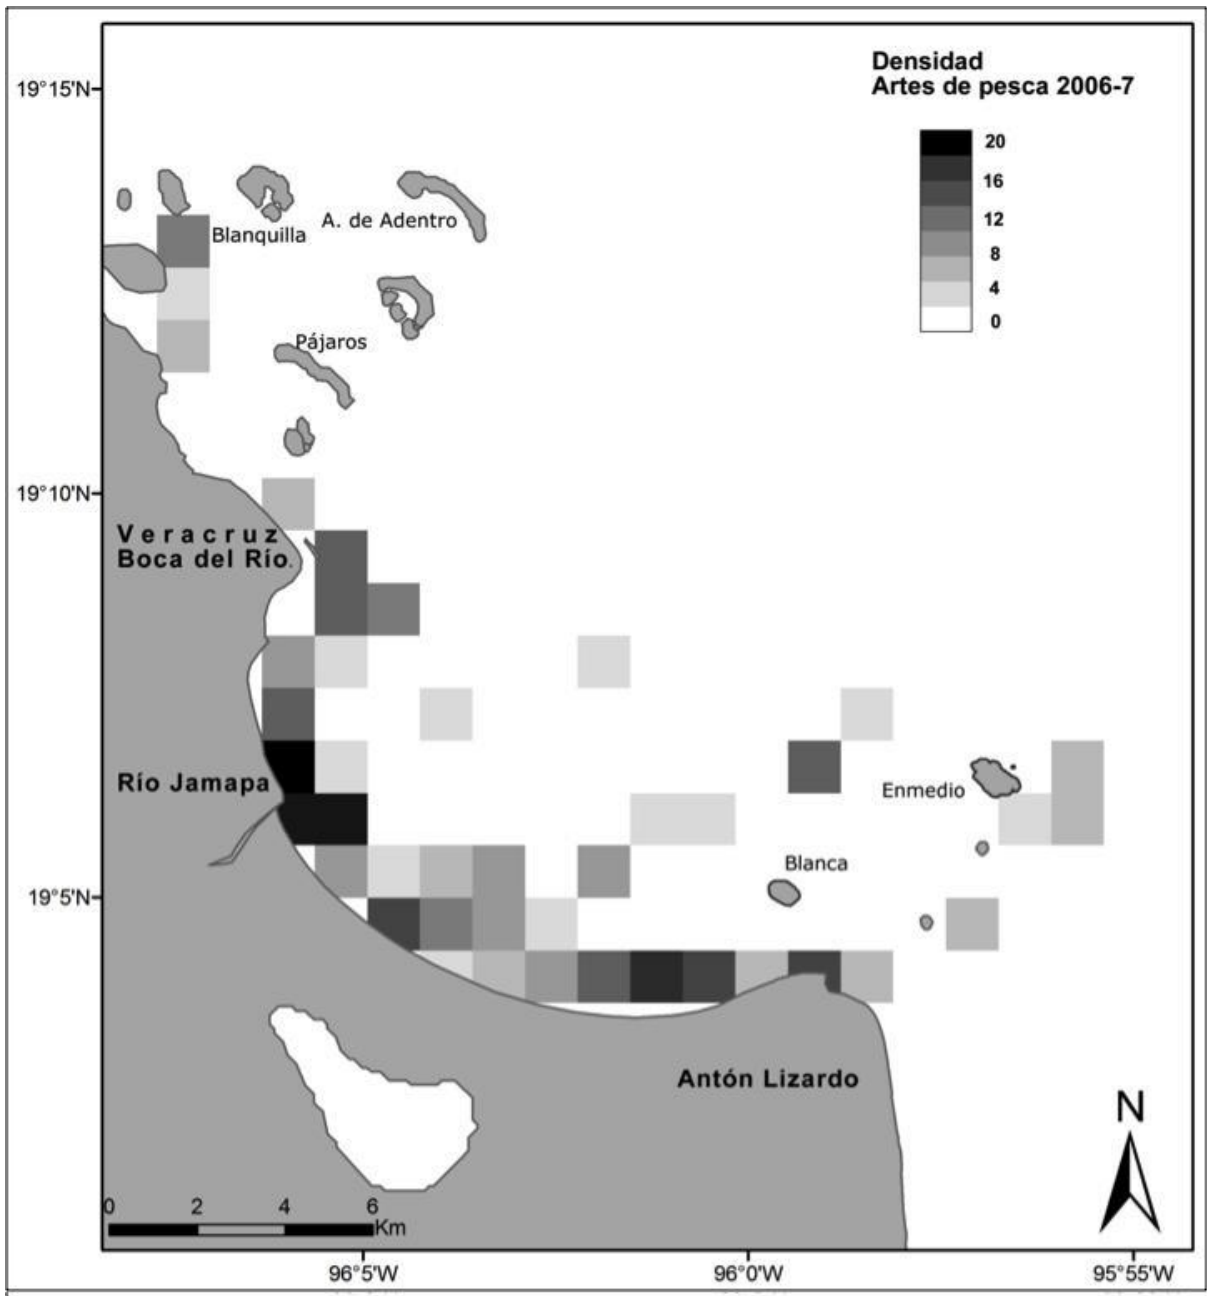 Densidad
Artes de pesca 2006-7
20
16
12
8
4
0
19°15'N
Blanquilla
A. de Adentro
Pájaros
19°10'N
Veracruz
Boca del Río.
Río Jamapa
Enmedio
Blanca
19°5'N
Antón Lizardo
N
0 2 4 6
Km
96°5'W 96°0'W 95°55'W